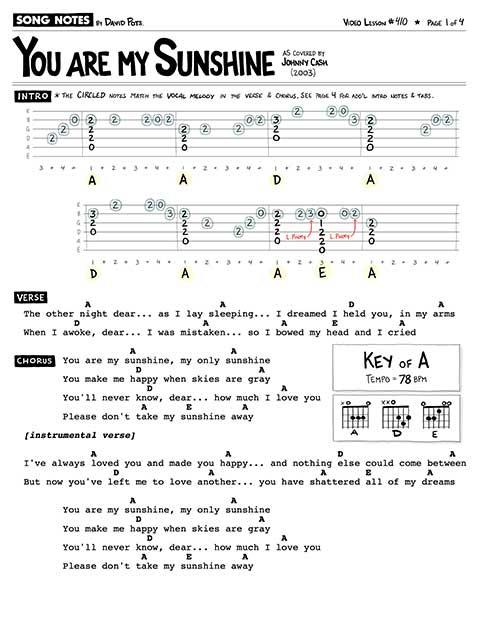 SONG NOTES BY DAVID POTS. VIDEO LESSON #410 ★ PAGE 1 OF 4
YOU ARE MY SUNSHINE AS COVERED BY JOHNNY CASH (2003)
INTRO * THE CIRCLED NOTES MATCH THE VOCAL MELODY IN THE VERSE & CHORUS. SEE PAGE 4 FOR ADD'L INTRO NOTES & TABS.
A A D A
L. PINKY L. PINKY
D A A E A
VERSE
A A D A
The other night dear... as I lay sleeping... I dreamed I held you, in my arms
D A A E A
When I awoke, dear... I was mistaken... so I bowed my head and I cried
CHORUS
A A
You are my sunshine, my only sunshine
D A
You make me happy when skies are gray
D A
You'll never know, dear... how much I love you
A E A
Please don't take my sunshine away
KEY OF A
TEMPO = 78 BPM
A D E
[instrumental verse]
A A D A
I've always loved you and made you happy... and nothing else could come between
D A A E A
But now you've left me to love another... you have shattered all of my dreams
A A
You are my sunshine, my only sunshine
D A
You make me happy when skies are gray
D A
You'll never know, dear... how much I love you
A E A
Please don't take my sunshine away